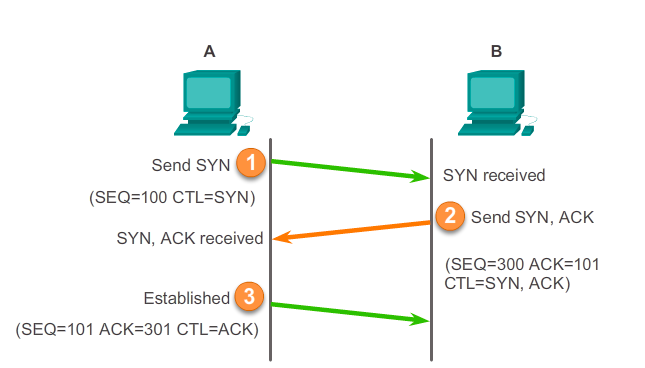 A
B
Send SYN 1
SYN received
(SEQ=100 CTL=SYN)
2 Send SYN, ACK
SYN, ACK received
(SEQ=300 ACK=101
CTL=SYN, ACK)
Established 3
(SEQ=101 ACK=301 CTL=ACK)